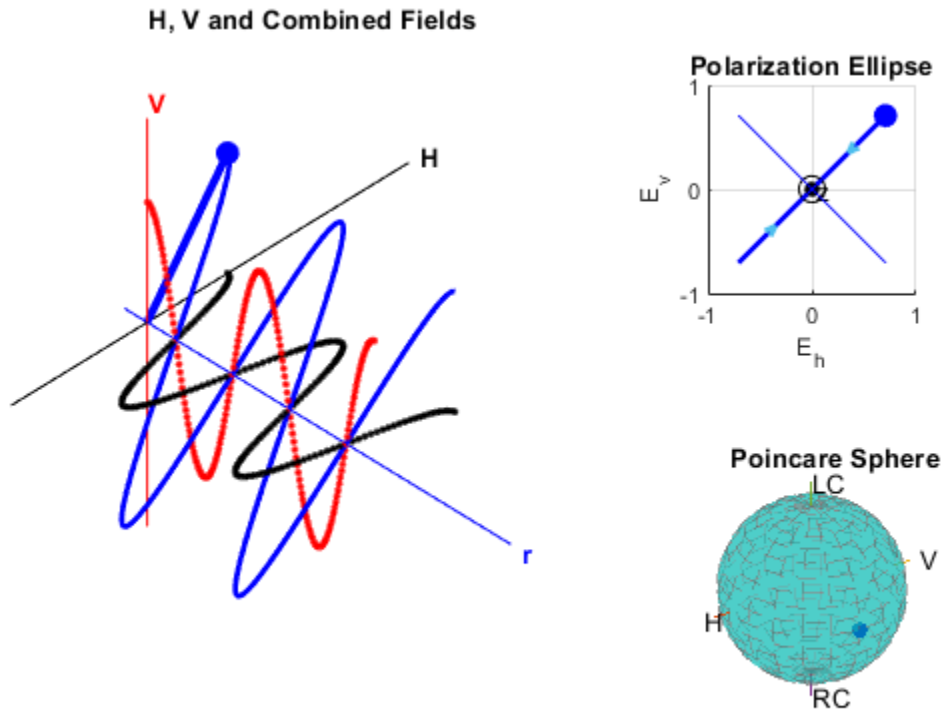 H, V and Combined Fields
V
H
r
Polarization Ellipse
1
0
-1
-1
0
1
E_v
E_h
Z
Poincare Sphere
LC
V
H
RC